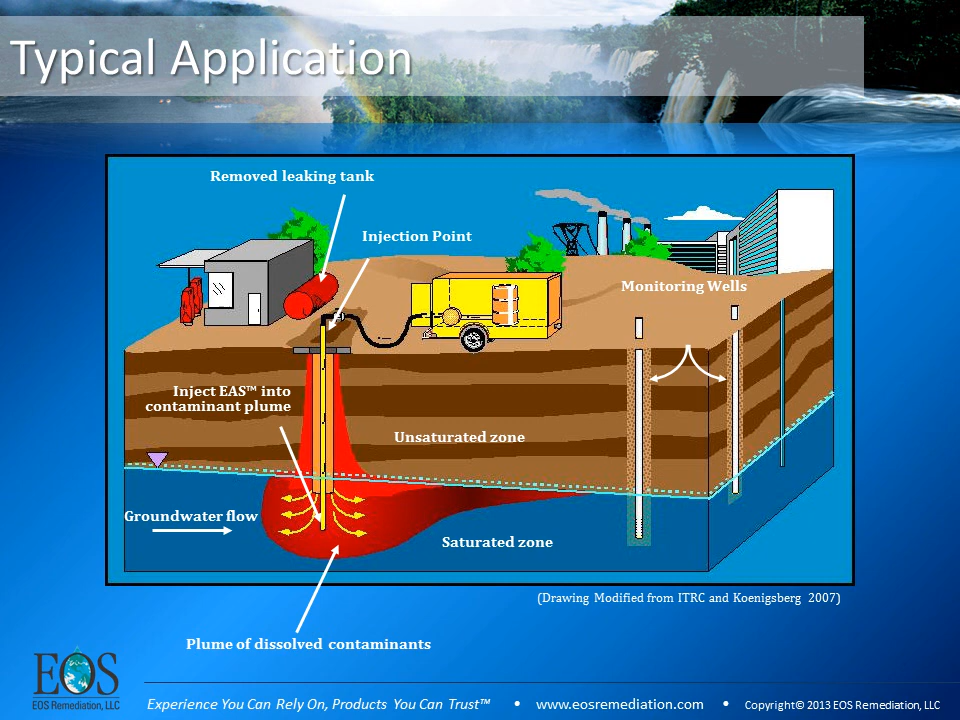 Typical Application
Removed leaking tank
Injection Point
Monitoring Wells
Inject EAS™ into
contaminant plume
Unsaturated zone
Groundwater flow
Saturated zone
(Drawing Modified from ITRC and Koenigsberg 2007)
Plume of dissolved contaminants
EOS
EOS Remediation, LLC
Experience You Can Rely On, Products You Can Trust™ • www.eosremediation.com • Copyright© 2013 EOS Remediation, LLC